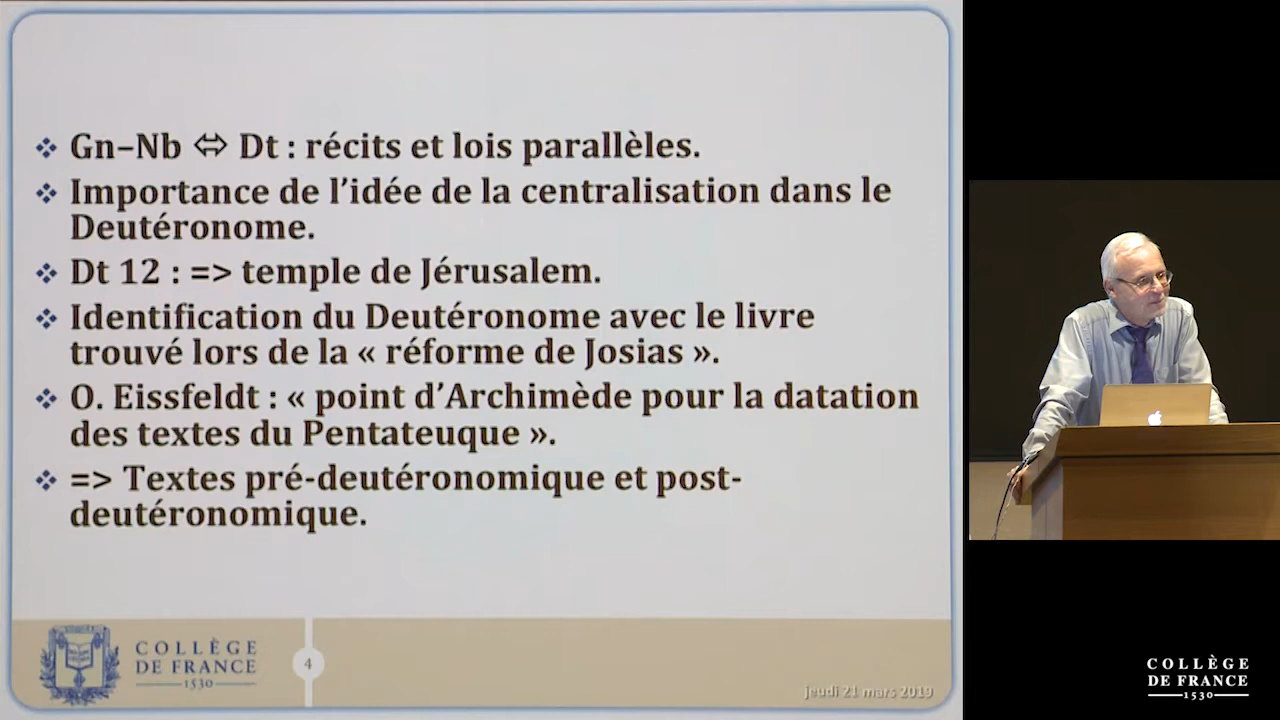 Gn–Nb ⇔ Dt : récits et lois parallèles.
Importance de l’idée de la centralisation dans le
Deutéronome.
Dt 12 : => temple de Jérusalem.
Identification du Deutéronome avec le livre
trouvé lors de la « réforme de Josias ».
O. Eissfeldt : « point d’Archimède pour la datation
des textes du Pentateuque ».
=> Textes pré-deutéronomique et post-
deutéronomique.
COLLÈGE
DE FRANCE
1530
4
jeudi 21 mars 2019
COLLÈGE
DE FRANCE
1530